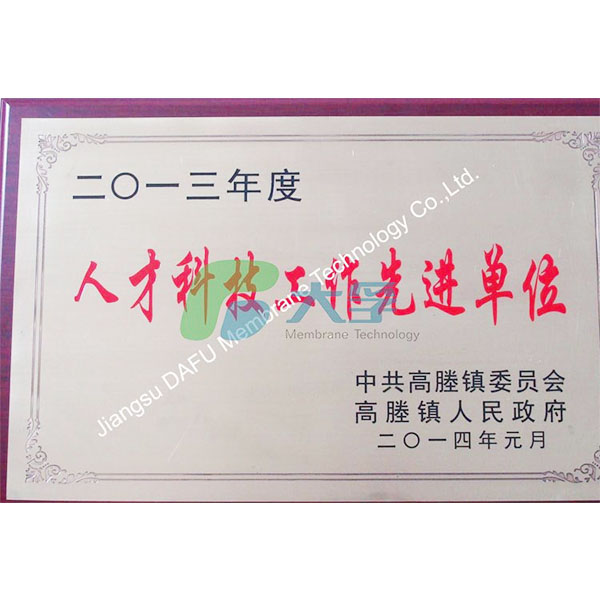 二〇一三年度
人才科技工作先进单位
大孚
Membrane Technology
Jiangsu DAFU Membrane Technology Co.,Ltd.
中共高塍镇委员会
高塍镇人民政府
二〇一四年元月